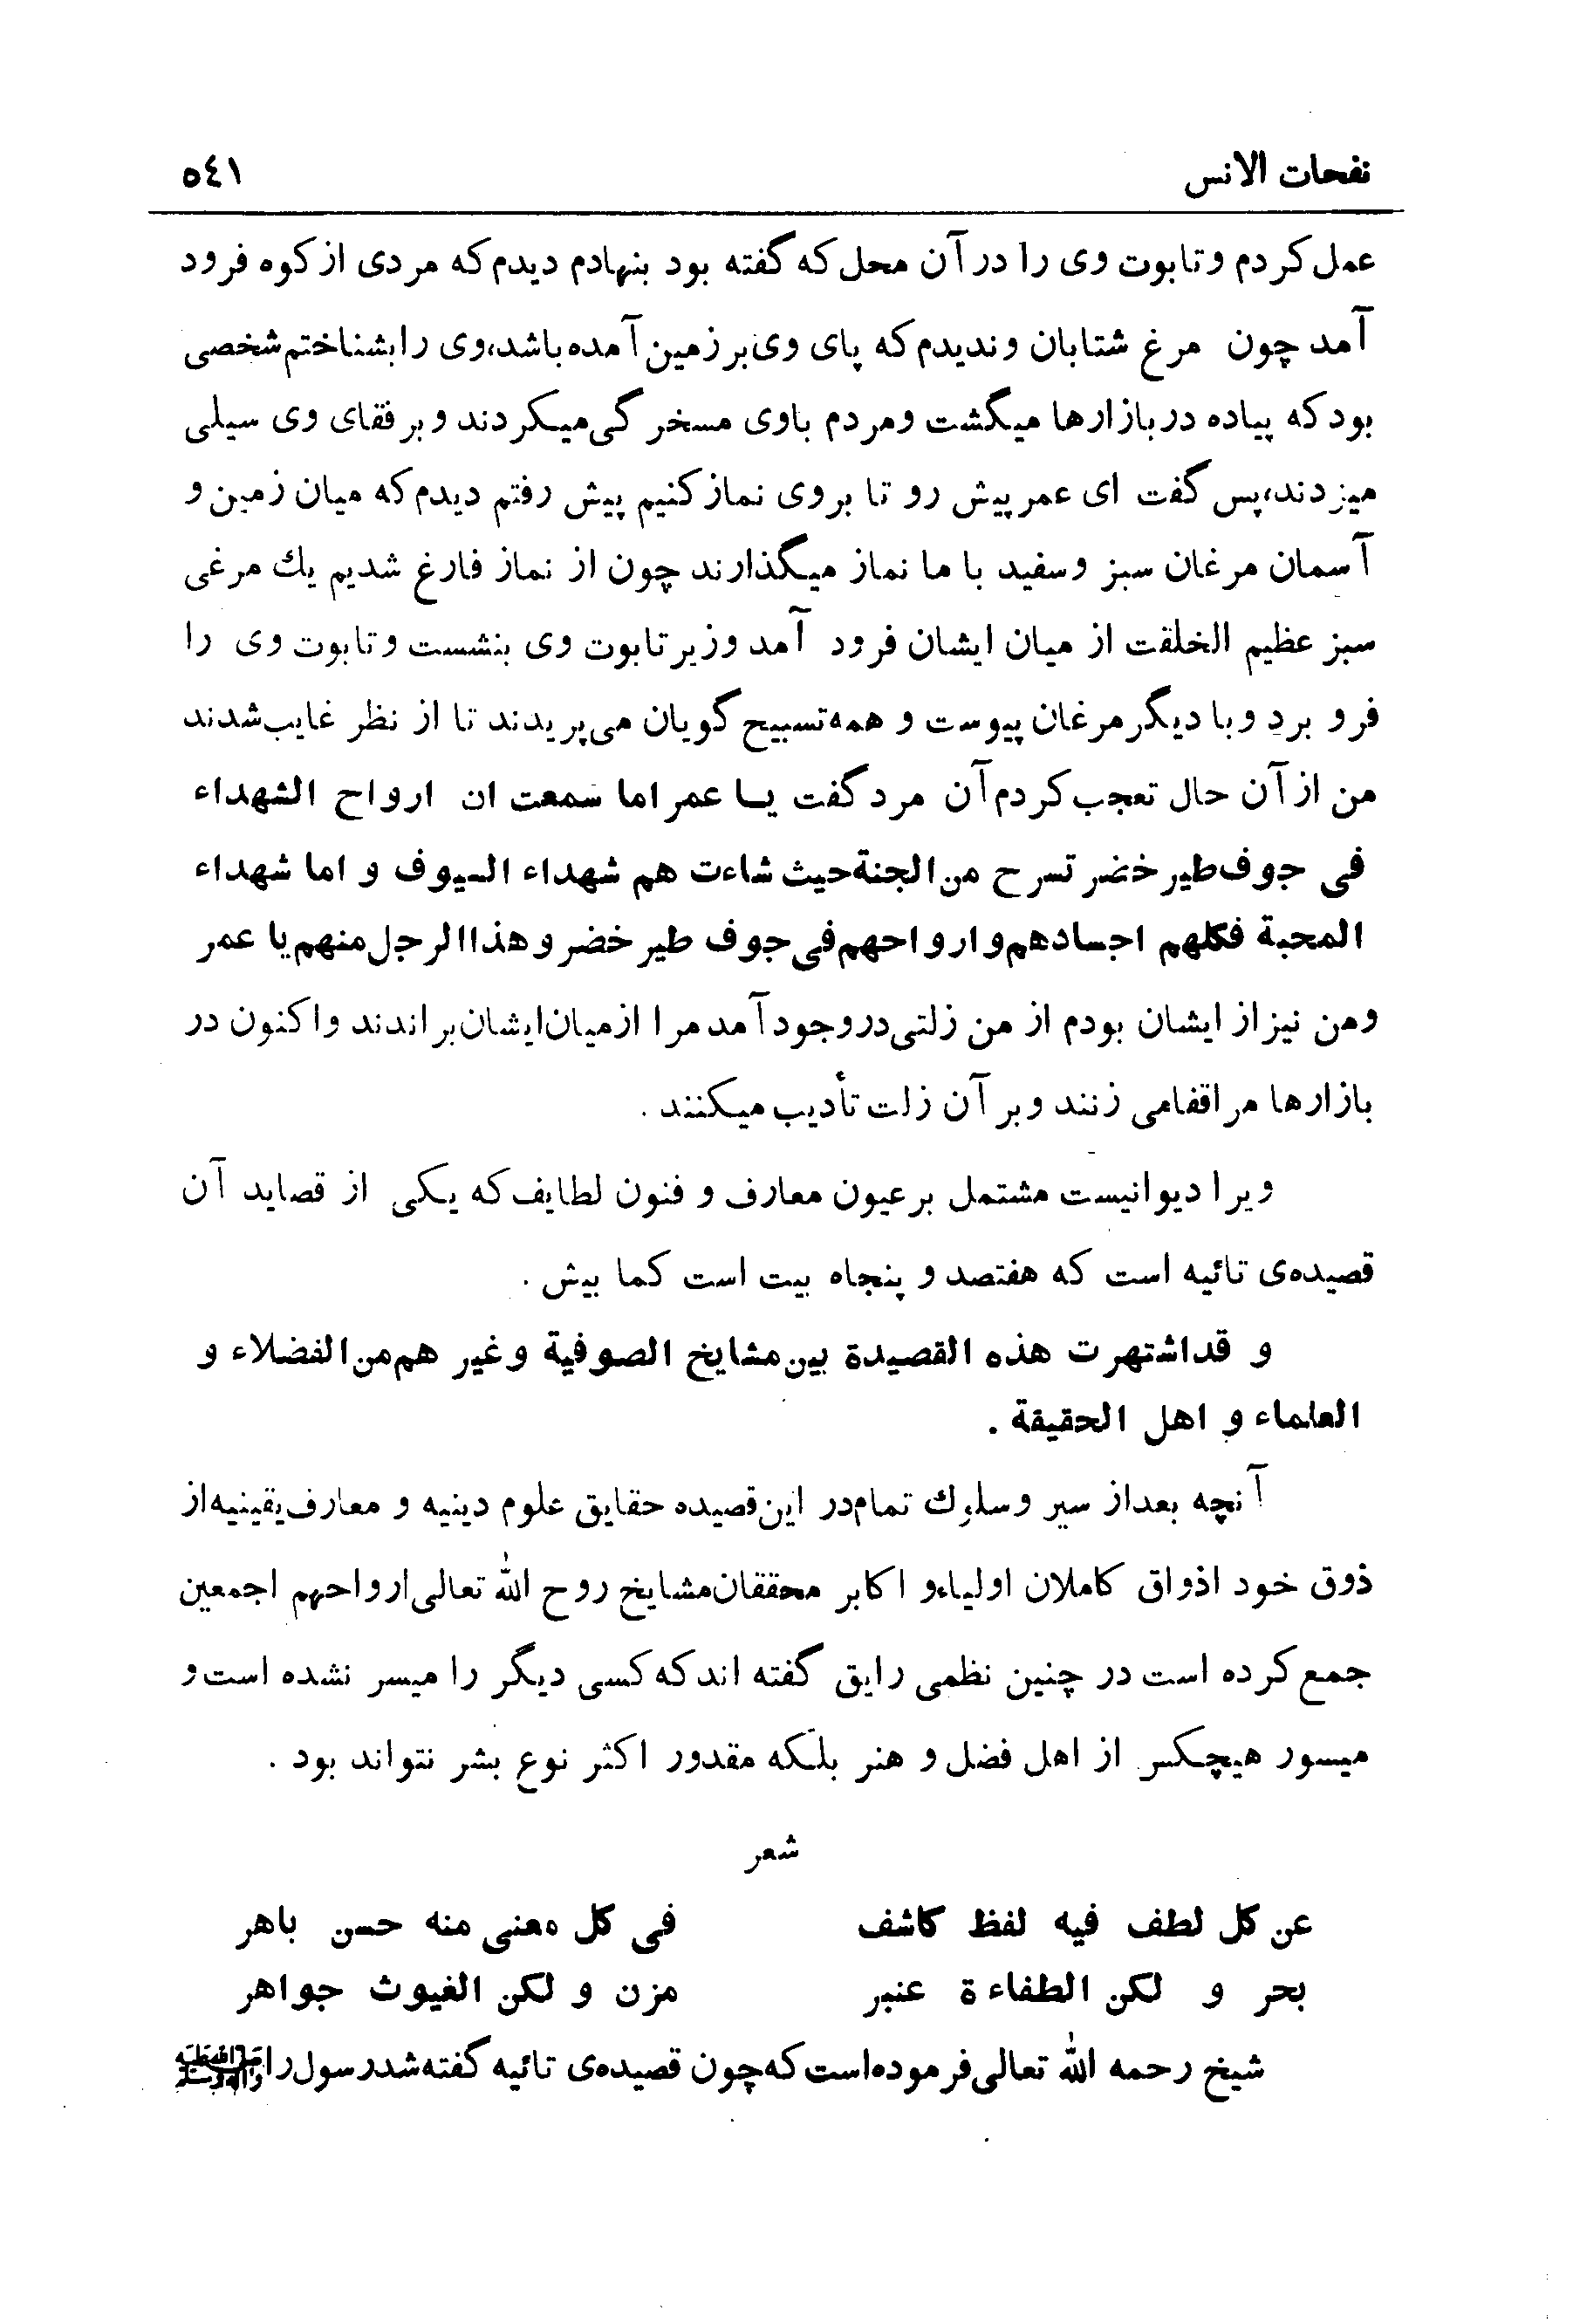 نفحات الانس ٥٤١
عمل کردم و تابوت وی را در آن محل که گفته بود بنهادم دیدم که مردی از کوه فرود
آمد چون مرغ شتابان و ندیدم که پای وی بر زمین آمده باشد، وی را بشناختم شخصی
بود که پیاده در بازارها میگشت و مردم باوی مسخرگی میکردند و بر فقای وی سیلی
میزدند، پس گفت ای عمر پیش رو تا بروی نماز کنیم پیش رفتم دیدم که میان زمین و
آسمان مرغان سبز و سفید با ما نماز میگذارند چون از نماز فارغ شدیم یك مرغی
سبز عظیم الخلقت از میان ایشان فرود آمد و زیر تابوت وی بنشست و تابوت وی را
فرو برد و با دیگر مرغان پیوست و همه تسبیح گویان می پریدند تا از نظر غایب شدند
من از آن حال تعجب کردم آن مرد گفت یا عمر اما سمعت ان ارواح الشهداء
فی جوف طیر خضر تسرح من الجنة حیث شاءت هم شهداء السیوف و اما شهداء
المحبة فکلهم اجسادهم و ارواحهم فی جوف طیر خضر و هذا الرجل منهم یا عمر
و من نیز از ایشان بودم از من زلتی در وجود آمد مرا از میان ایشان براندند و اکنون در
بازارها مراقفا می زنند و بر آن زلت تأدیب میکنند .
ویرا دیوانیست مشتمل بر عیون معارف و فنون لطایف که یکی از قصاید آن
قصیده‌ی تائیه است که هفتصد و پنجاه بیت است کما بیش .
و قد اشتهرت هذه القصیدة بین مشایخ الصوفیة و غیر هم من الفضلاء و
العلماء و اهل الحقیقة .
آنچه بعد از سیر و سلوك تمام در این قصیده حقایق علوم دینیه و معارف یقینیه از
ذوق خود اذواق کاملان اولیاء و اکابر محققان مشایخ روح الله تعالی ارواحهم اجمعین
جمع کرده است در چنین نظمی رایق گفته اند که کسی دیگر را میسر نشده است و
میسور هیچکس از اهل فضل و هنر بلکه مقدور اکثر نوع بشر نتواند بود .
شعر
عن کل لطف فیه لفظ کاشف فی کل معنی منه حسن باهر
بحر و لکن الطفاءة عنبر مزن و لکن الغیوث جواهر
شیخ رحمه الله تعالی فرموده است که چون قصیده‌ی تائیه گفته شد رسول را صلی الله علیه و آله وسلم